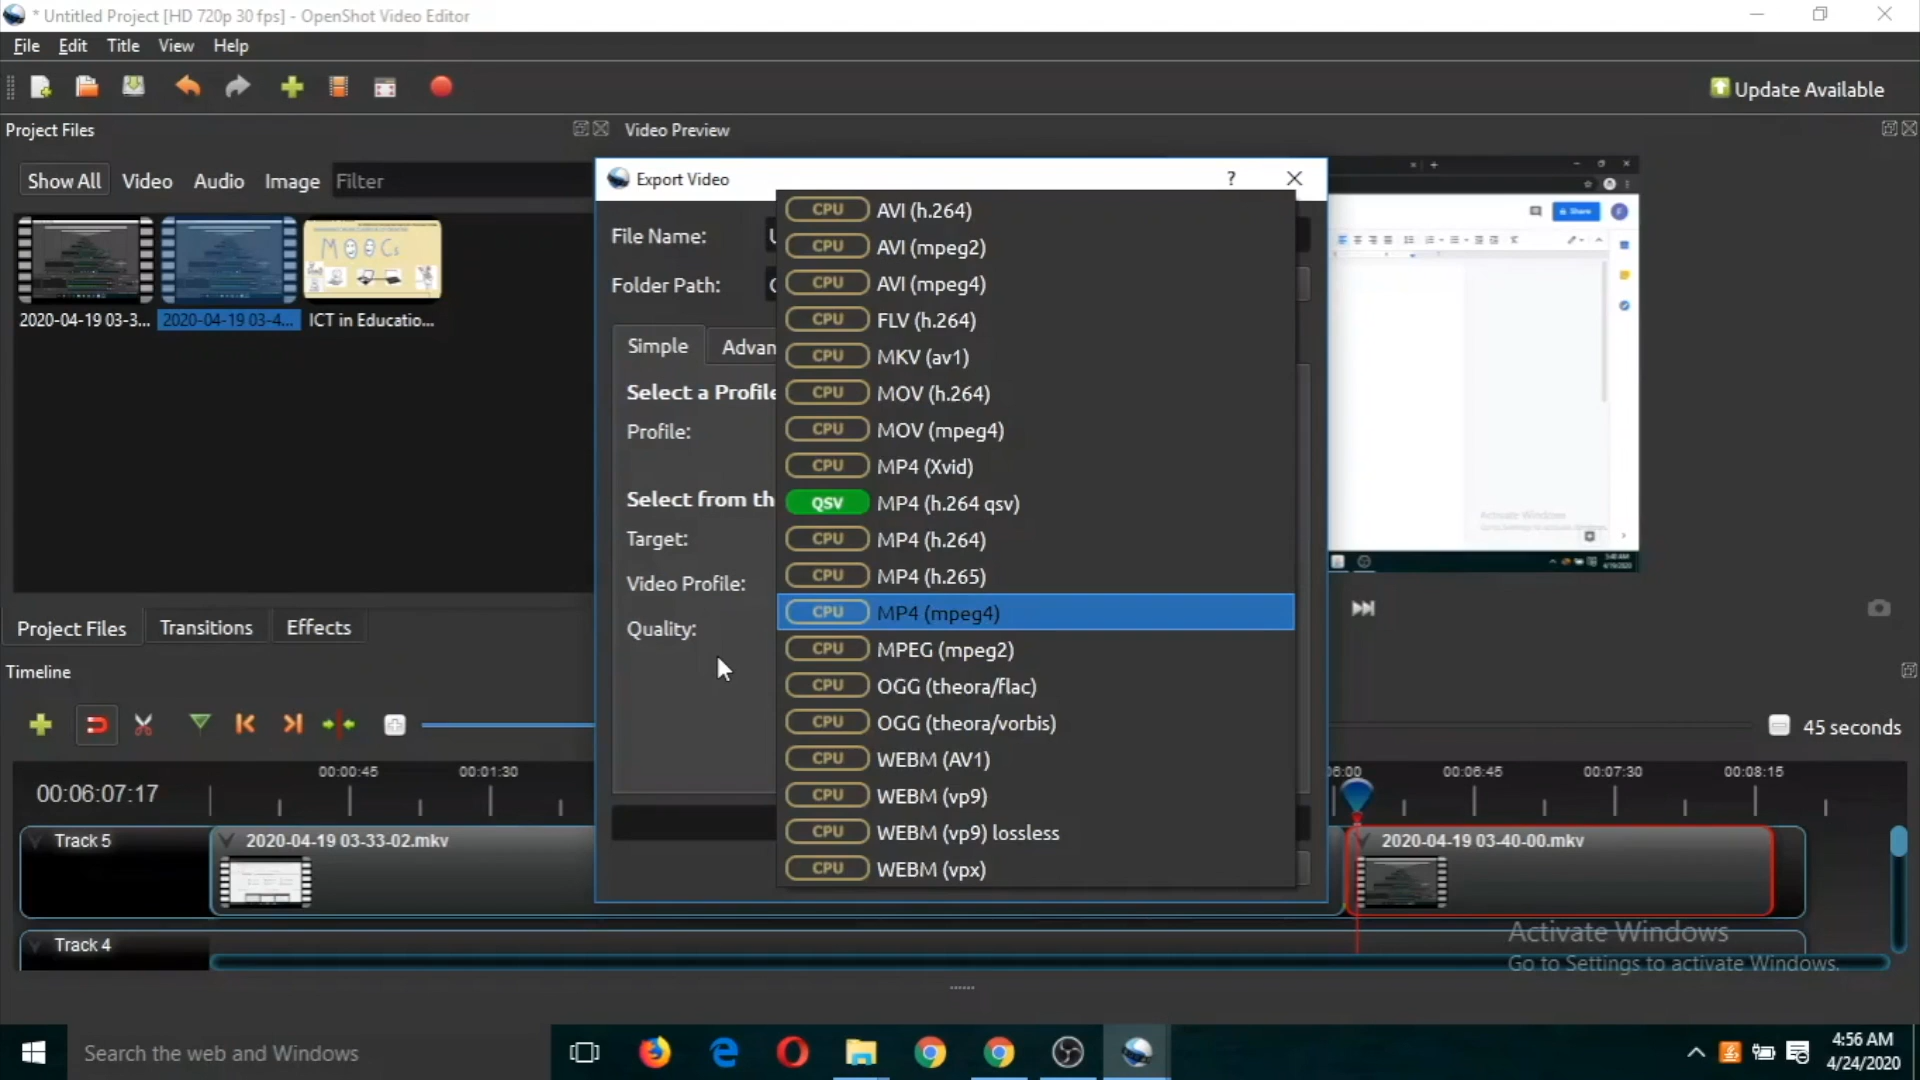 * Untitled Project [HD 720p 30 fps] - OpenShot Video Editor
File Edit Title View Help
Update Available
Project Files
Video Preview
Show All Video Audio Image Filter
2020-04-19 03-3... 2020-04-19 03-4... ICT in Educatio...
MOOCs
Export Video
?
File Name:
Folder Path:
Simple Advan
Select a Profile
Profile:
Select from th
Target:
Video Profile:
Quality:
CPU AVI (h.264)
CPU AVI (mpeg2)
CPU AVI (mpeg4)
CPU FLV (h.264)
CPU MKV (av1)
CPU MOV (h.264)
CPU MOV (mpeg4)
CPU MP4 (Xvid)
QSV MP4 (h.264 qsv)
CPU MP4 (h.264)
CPU MP4 (h.265)
CPU MP4 (mpeg4)
CPU MPEG (mpeg2)
CPU OGG (theora/flac)
CPU OGG (theora/vorbis)
CPU WEBM (AV1)
CPU WEBM (vp9)
CPU WEBM (vp9) lossless
CPU WEBM (vpx)
Share
Activate Windows
Project Files Transitions Effects
Timeline
45 seconds
00:06:07:17
00:00:45 00:01:30 06:00 00:06:45 00:07:30 00:08:15
Track 5
2020-04-19 03-33-02.mkv
2020-04-19 03-40-00.mkv
Track 4
Activate Windows
Go to Settings to activate Windows.
Search the web and Windows
4:56 AM
4/24/2020